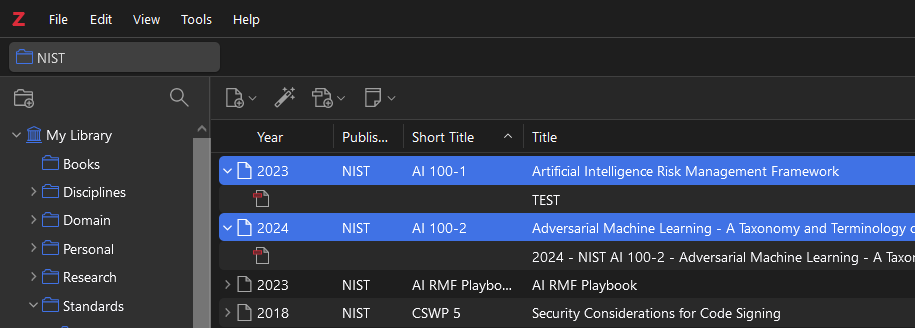 Z File Edit View Tools Help
NIST
Year Publis... Short Title Title
My Library
Books
Disciplines
Domain
Personal
Research
Standards
2023 NIST AI 100-1 Artificial Intelligence Risk Management Framework
TEST
2024 NIST AI 100-2 Adversarial Machine Learning - A Taxonomy and Terminology o
2024 - NIST AI 100-2 - Adversarial Machine Learning - A Taxon
2023 NIST AI RMF Playbo... AI RMF Playbook
2018 NIST CSWP 5 Security Considerations for Code Signing